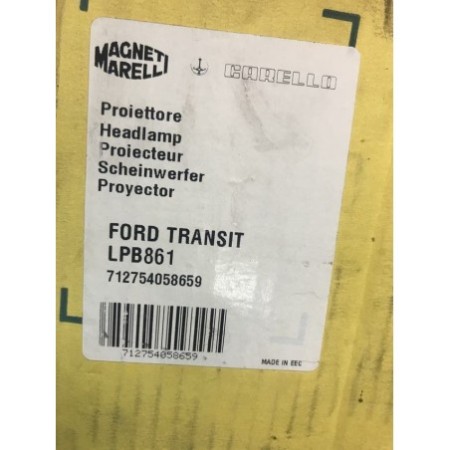 MAGNETI MARELLI CARELLO
Proiettore
Headlamp
Proiecteur
Scheinwerfer
Proyector
FORD TRANSIT
LPB861
712754058659
712754058659
MADE IN EEC